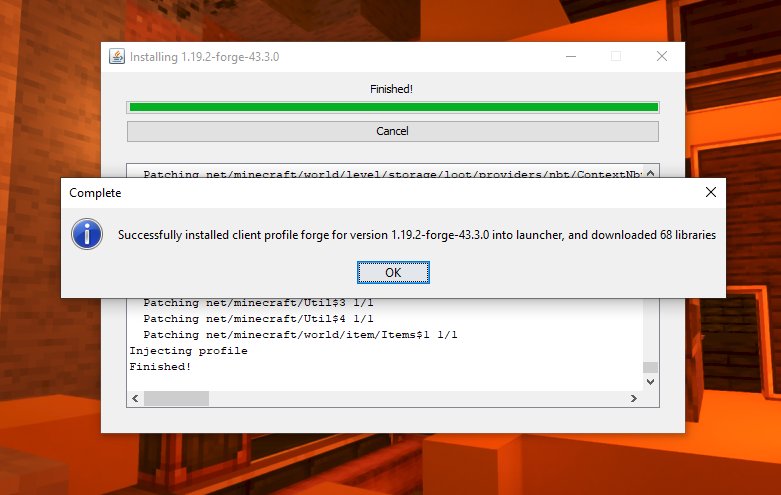 Installing 1.19.2-forge-43.3.0
Finished!
Cancel
Patching net/minecraft/world/level/storage/loot/providers/nbt/ContextNb
Complete
Successfully installed client profile forge for version 1.19.2-forge-43.3.0 into launcher, and downloaded 68 libraries
OK
Patching net/minecraft/Util$3 1/1
Patching net/minecraft/Util$4 1/1
Patching net/minecraft/world/item/Items$1 1/1
Injecting profile
Finished!